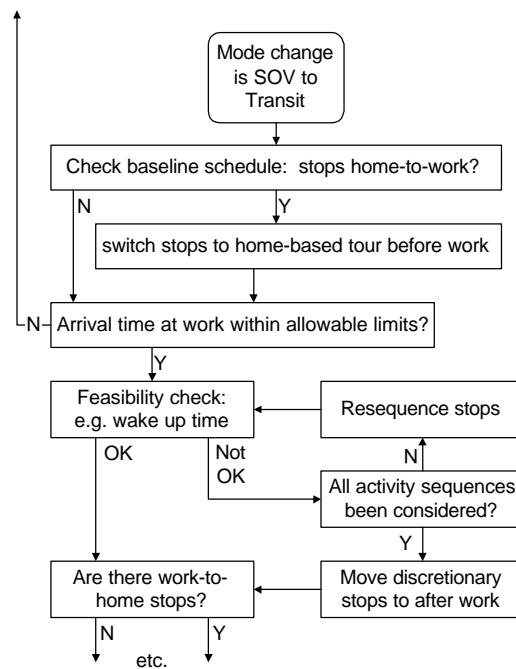 Mode change
is SOV to
Transit
Check baseline schedule:  stops home-to-work?
N
Y
switch stops to home-based tour before work
N
Arrival time at work within allowable limits?
Y
Feasibility check:
e.g. wake up time
Resequence stops
OK
Not
OK
N
All activity sequences
been considered?
Y
Are there work-to-
home stops?
Move discretionary
stops to after work
N
Y
etc.